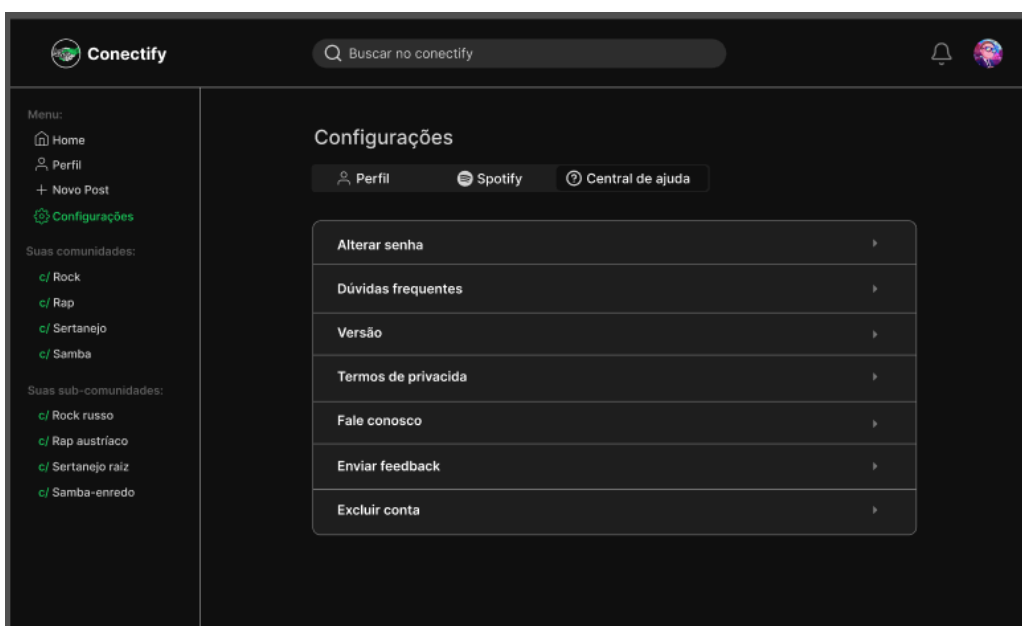 Conectify
Buscar no conectify
Menu:
Home
Perfil
Novo Post
Configurações
Suas comunidades:
c/ Rock
c/ Rap
c/ Sertanejo
c/ Samba
Suas sub-comunidades:
c/ Rock russo
c/ Rap austríaco
c/ Sertanejo raiz
c/ Samba-enredo
Configurações
Perfil Spotify Central de ajuda
Alterar senha
Dúvidas frequentes
Versão
Termos de privacida
Fale conosco
Enviar feedback
Excluir conta